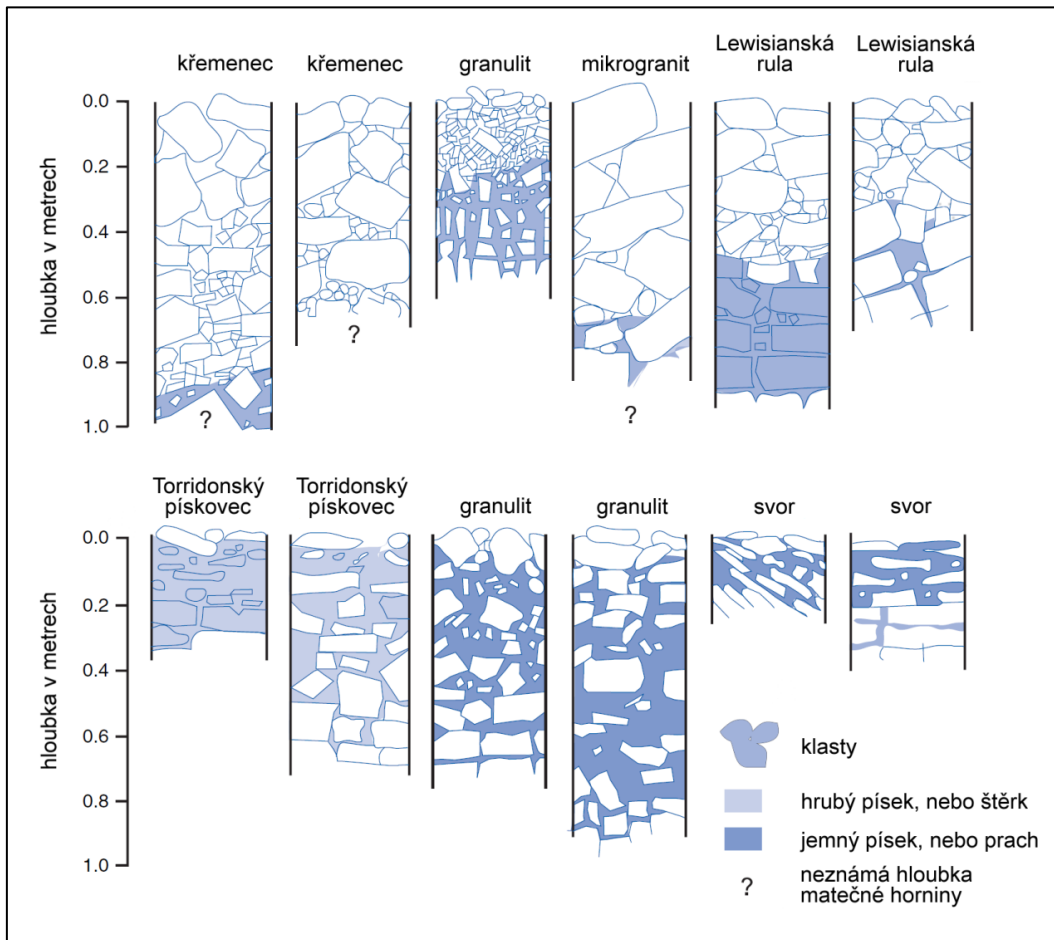 křemenec
křemenec
granulit
mikrogranit
Lewisianská
rula
Lewisianská
rula
hloubka v metrech
0.0
0.2
0.4
0.6
0.8
1.0
?
?
?
Torridonský
pískovec
Torridonský
pískovec
granulit
granulit
svor
svor
hloubka v metrech
0.0
0.2
0.4
0.6
0.8
1.0
klasty
hrubý písek, nebo štěrk
jemný písek, nebo prach
?
neznámá hloubka
matečné horniny